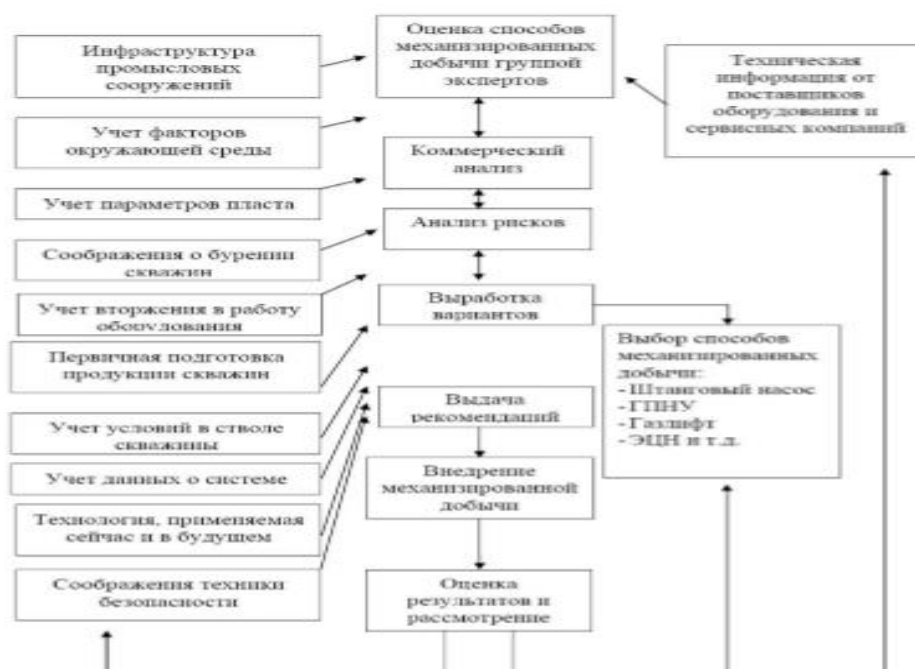 Инфраструктура
промысловых
сооружений
Учет факторов
окружающей среды
Учет параметров пласта
Соображения о бурении
скважин
Учет вторжения в работу
оборудования
Первичная подготовка
продукции скважин
Учет условий в стволе
скважины
Учет данных о системе
Технология, применяемая
сейчас и в будущем
Соображения техники
безопасности
Оценка способов
механизированных
добычи группой
экспертов
Коммерческий
анализ
Анализ рисков
Выработка
вариантов
Выдача
рекомендаций
Внедрение
механизированной
добычи
Оценка
результатов и
рассмотрение
Техническая
информация от
поставщиков
оборудования и
сервисных компаний
Выбор способов
механизированных
добычи:
- Штанговый насос
- ГПНУ
- Газлифт
- ЭЦН и т.д.